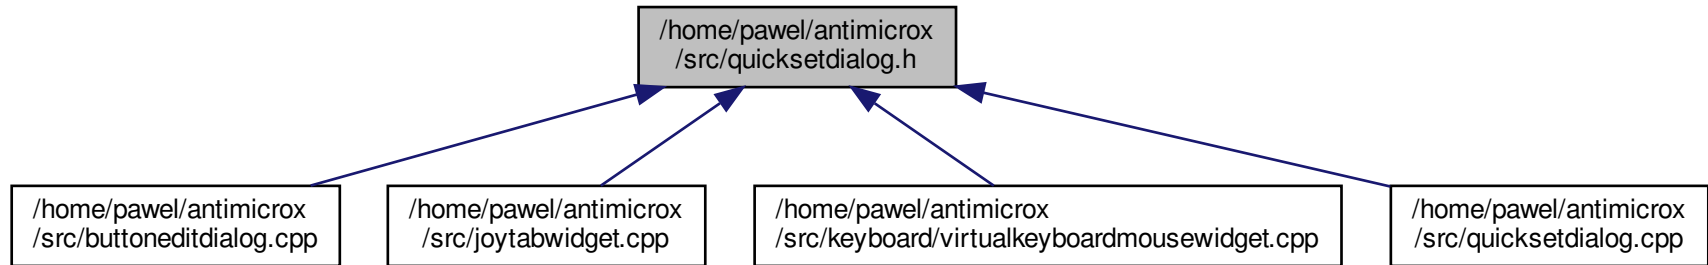 /home/pawel/antimicrox
/src/quicksetdialog.h
/home/pawel/antimicrox
/src/buttoneditdialog.cpp
/home/pawel/antimicrox
/src/joytabwidget.cpp
/home/pawel/antimicrox
/src/keyboard/virtualkeyboardmousewidget.cpp
/home/pawel/antimicrox
/src/quicksetdialog.cpp